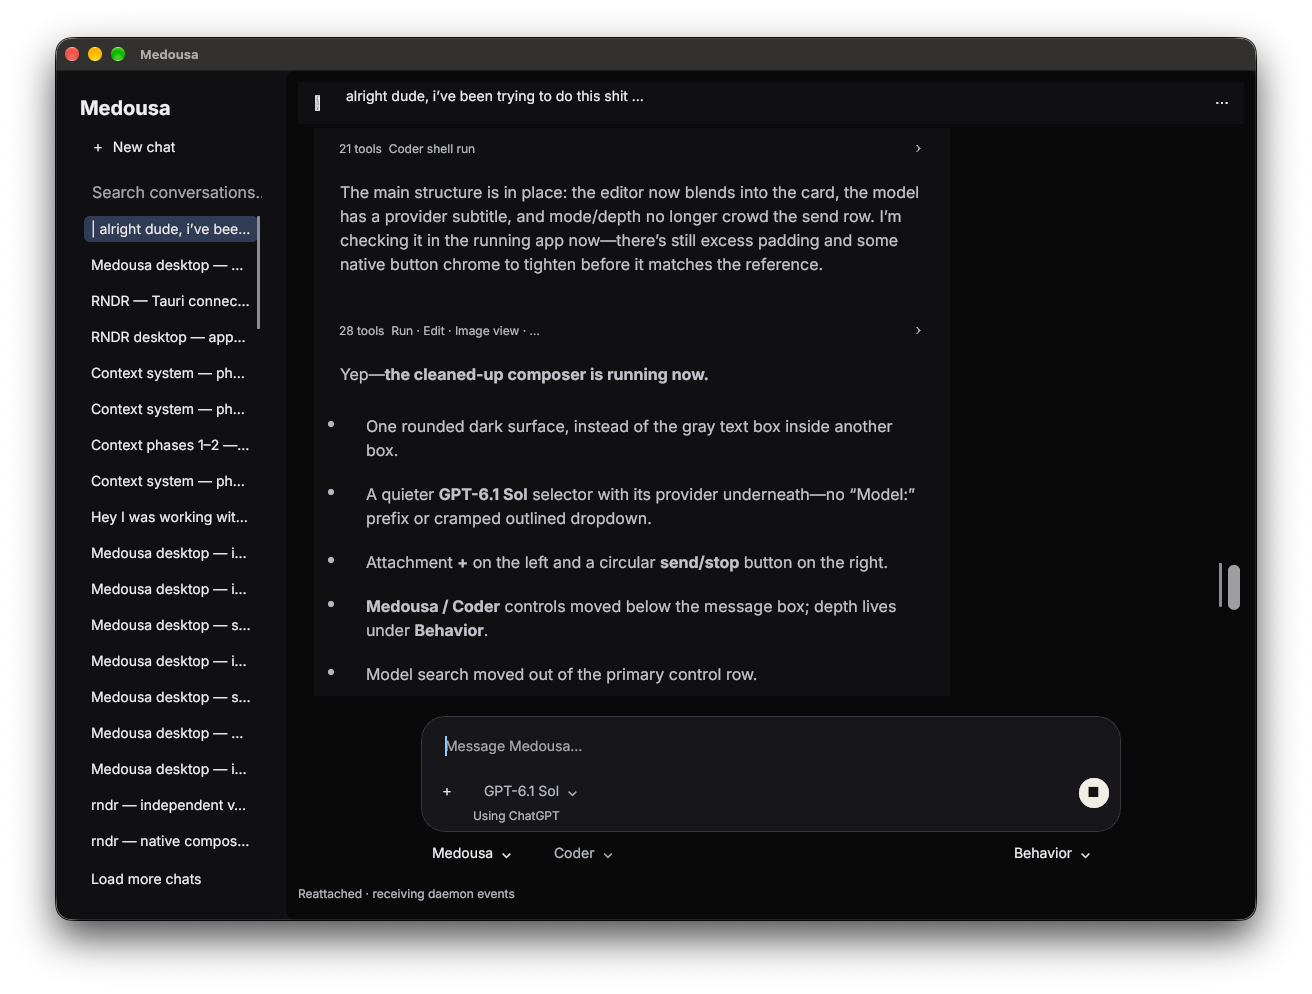 Medousa
Medousa
+ New chat
Search conversations..
alright dude, i've bee...
Medousa desktop — ...
RNDR — Tauri connec...
RNDR desktop — app...
Context system — ph...
Context system — ph...
Context phases 1–2 —...
Context system — ph...
Hey I was working wit...
Medousa desktop — i...
Medousa desktop — i...
Medousa desktop — s...
Medousa desktop — i...
Medousa desktop — s...
Medousa desktop — ...
Medousa desktop — i...
rndr — independent v...
rndr — native compos...
Load more chats
alright dude, i've been trying to do this shit ...
...
21 tools Coder shell run
The main structure is in place: the editor now blends into the card, the model
has a provider subtitle, and mode/depth no longer crowd the send row. I'm
checking it in the running app now—there's still excess padding and some
native button chrome to tighten before it matches the reference.
28 tools Run · Edit · Image view · ...
Yep—the cleaned-up composer is running now.
• One rounded dark surface, instead of the gray text box inside another
box.
• A quieter GPT-6.1 Sol selector with its provider underneath—no “Model:”
prefix or cramped outlined dropdown.
• Attachment + on the left and a circular send/stop button on the right.
• Medousa / Coder controls moved below the message box; depth lives
under Behavior.
• Model search moved out of the primary control row.
Message Medousa...
+ GPT-6.1 Sol
Using ChatGPT
Medousa Coder Behavior
Reattached · receiving daemon events